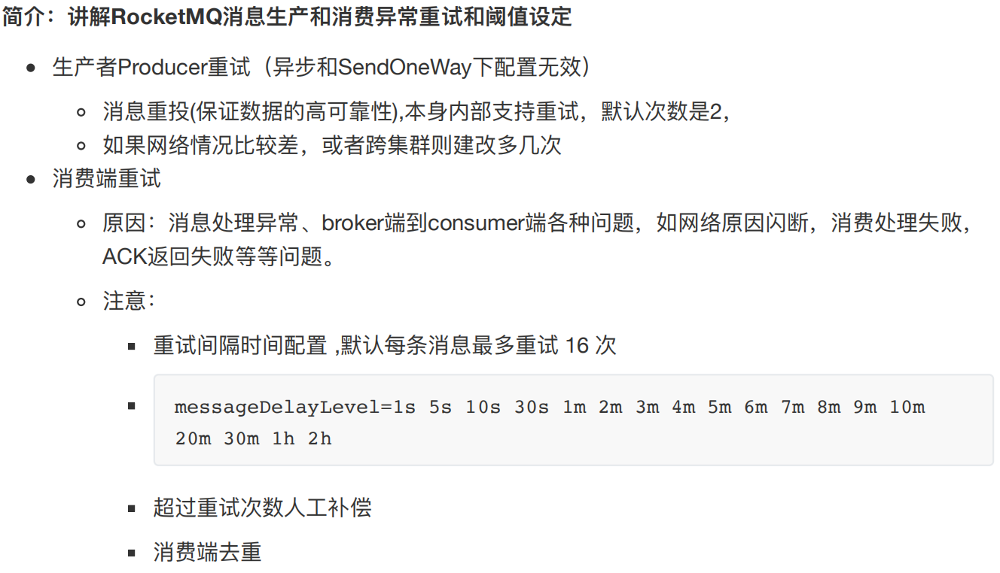 简介：讲解RocketMQ消息生产和消费异常重试和阈值设定
生产者Producer重试（异步和SendOneWay下配置无效）
消息重投(保证数据的高可靠性),本身内部支持重试，默认次数是2，
如果网络情况比较差，或者跨集群则建改多几次
消费端重试
原因：消息处理异常、broker端到consumer端各种问题，如网络原因闪断，消费处理失败，
ACK返回失败等等问题。
注意：
重试间隔时间配置 ,默认每条消息最多重试 16 次
messageDelayLevel=1s 5s 10s 30s 1m 2m 3m 4m 5m 6m 7m 8m 9m 10m
20m 30m 1h 2h
超过重试次数人工补偿
消费端去重